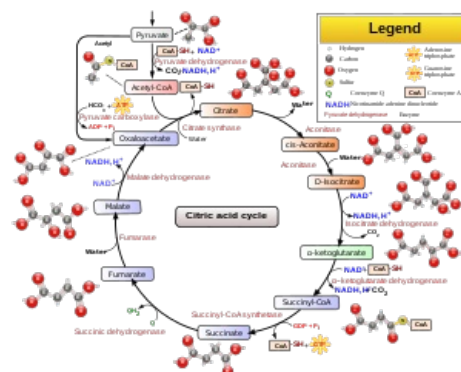 Legend
Hydrogen
Carbon
Oxygen
Sulfur
Q Coenzyme Q
Adenosine triphosphate
Guanosine triphosphate
CoA Coenzyme A
NADH Nicotinamide adenine dinucleotide
Pyruvate dehydrogenase Enzyme
Pyruvate
Acetyl
CoA-SH + NAD+
Pyruvate dehydrogenase
CO2 NADH, H+
Acetyl-CoA
CoA-SH
HCO3- + ATP
Pyruvate carboxylase
ADP + Pi
Citrate synthase
Water
Oxaloacetate
Citrate
Water
Aconitase
cis-Aconitate
Water
Aconitase
D-Isocitrate
NAD+
NADH, H+
Isocitrate dehydrogenase
CO2
α-ketoglutarate
NAD+ CoA-SH
α-ketoglutarate dehydrogenase
NADH, H+ CO2
Succinyl-CoA
CoA
Succinyl-CoA synthetase
GDP + Pi
CoA-SH + GTP
Succinate
Succinic dehydrogenase
Q
QH2
Fumarate
Water
Fumarase
Malate
NAD+
Malate dehydrogenase
NADH, H+
Citric acid cycle